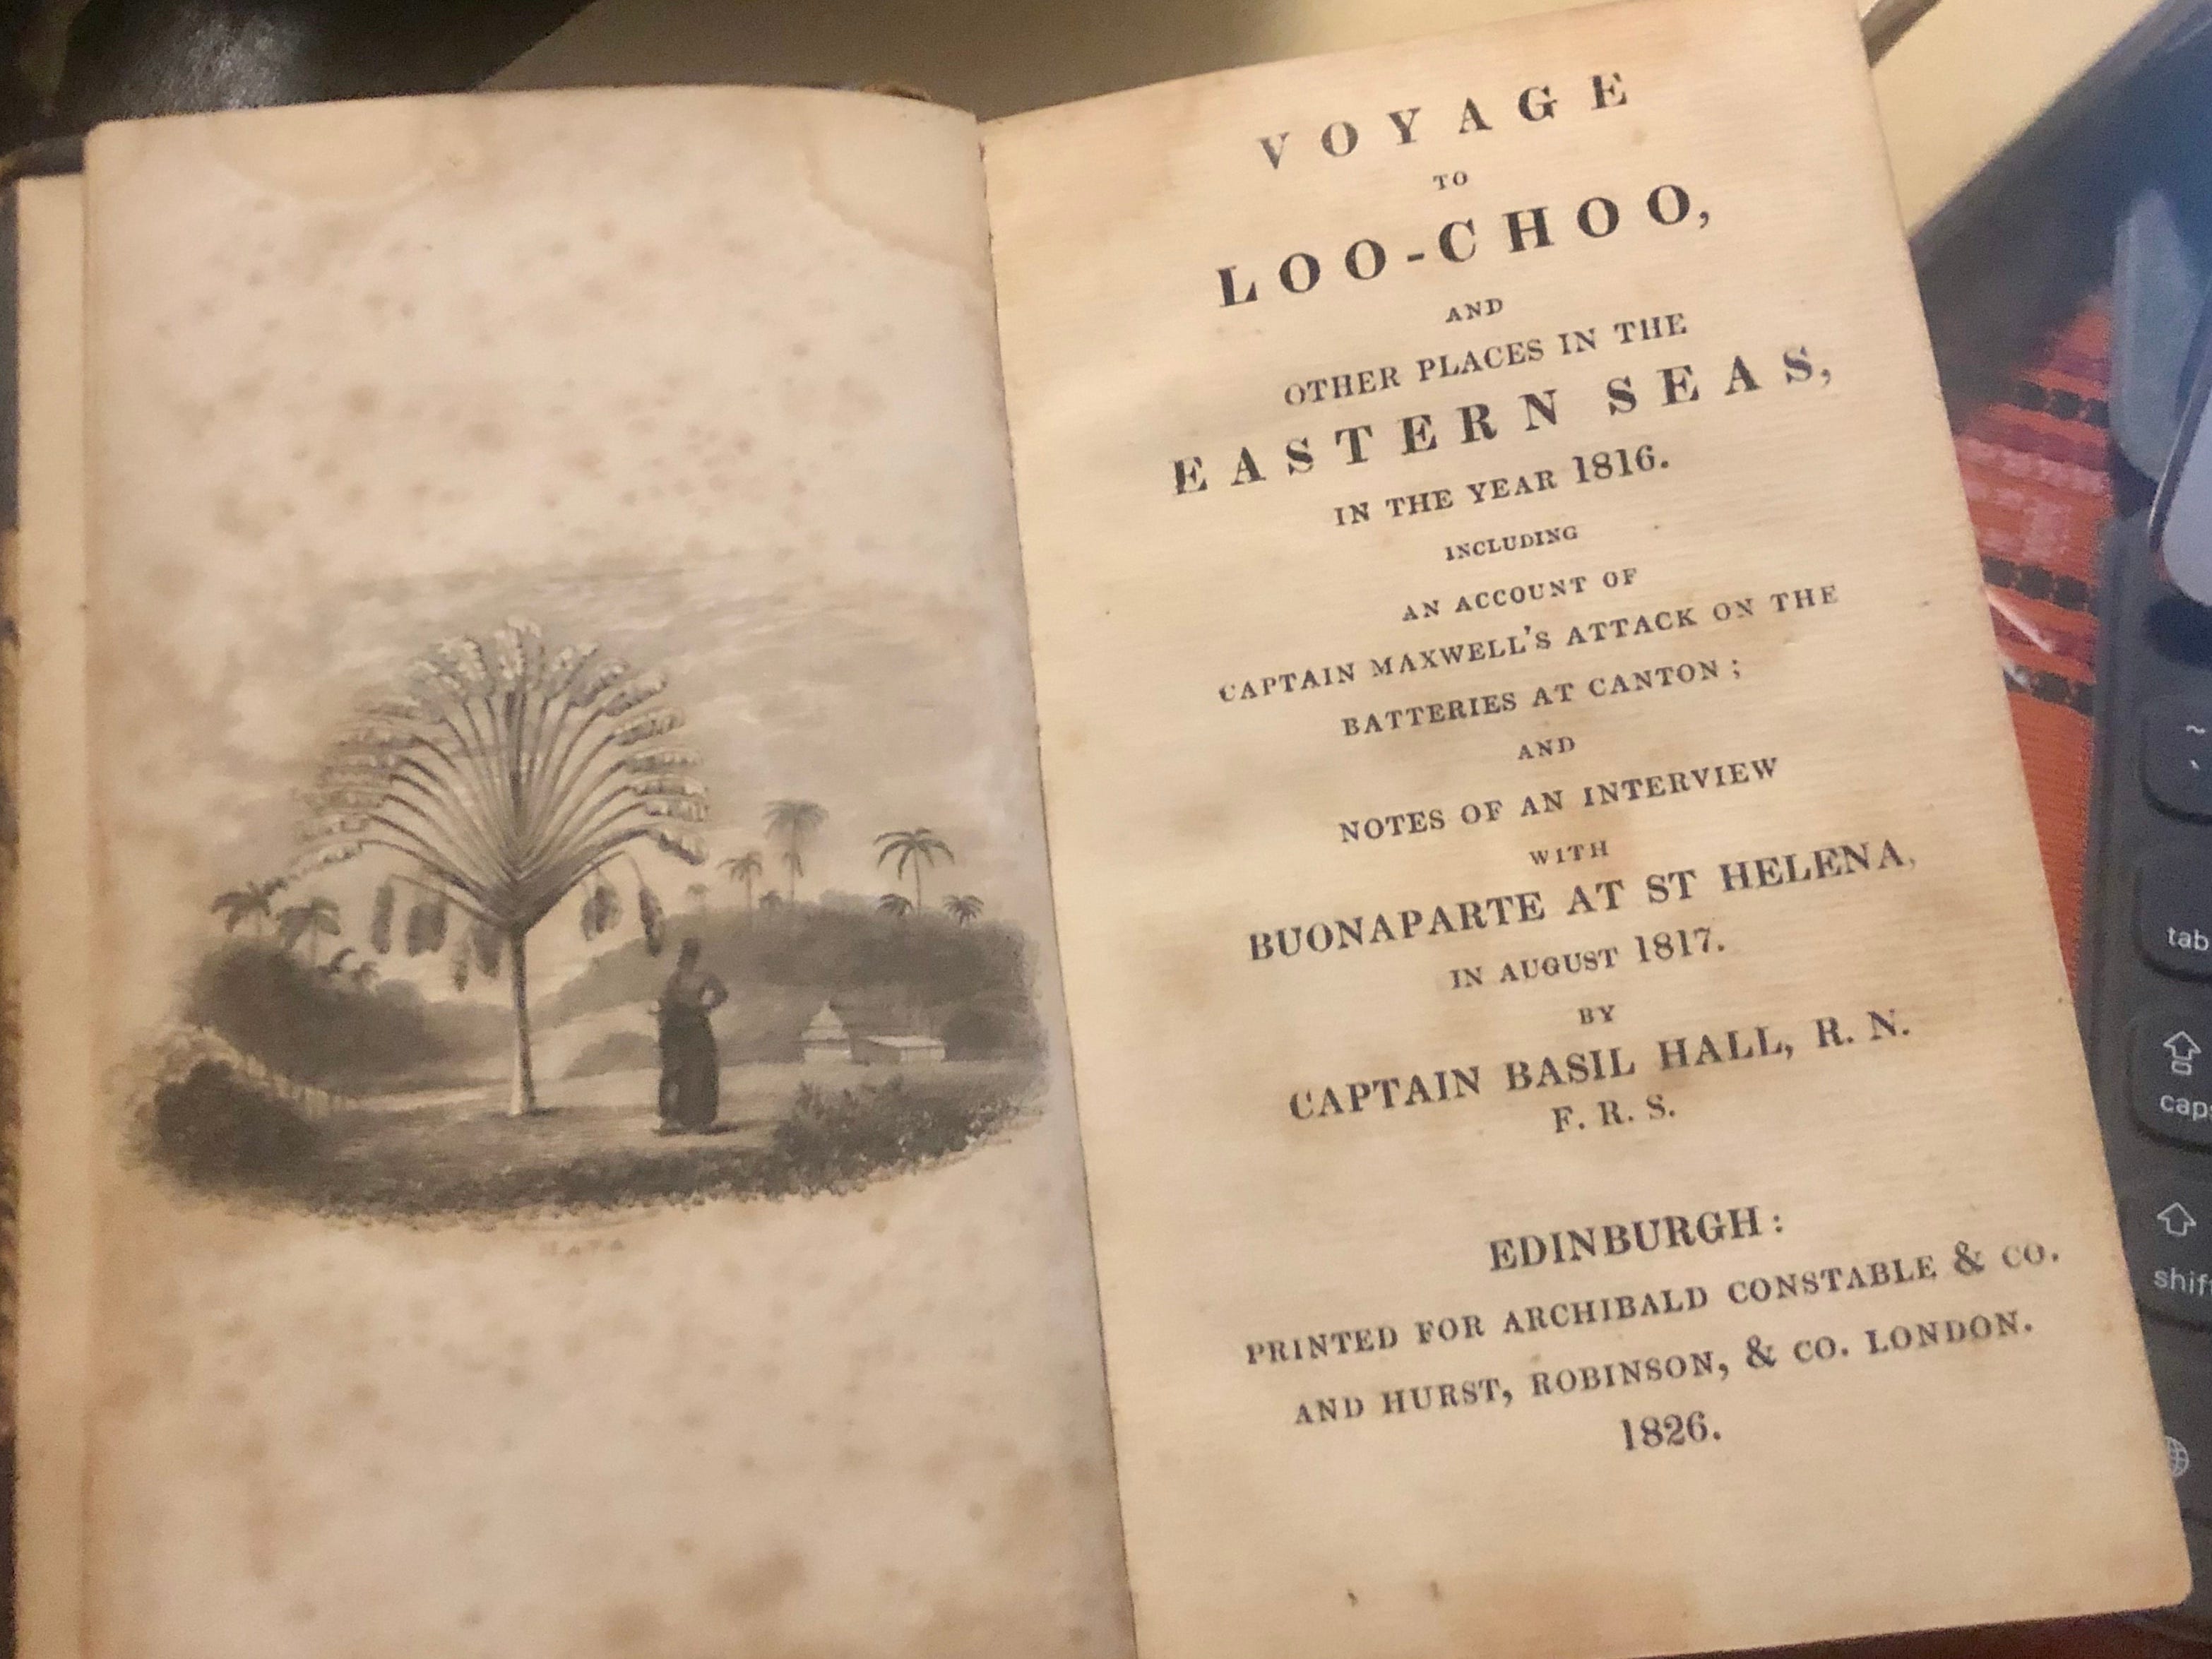 VOYAGE
TO
LOO-CHOO,
AND
OTHER PLACES IN THE
EASTERN SEAS,
IN THE YEAR 1816.
INCLUDING
AN ACCOUNT OF
CAPTAIN MAXWELL'S ATTACK ON THE
BATTERIES AT CANTON;
AND
NOTES OF AN INTERVIEW
WITH
BUONAPARTE AT ST HELENA,
IN AUGUST 1817.
BY
CAPTAIN BASIL HALL, R. N.
F. R. S.
EDINBURGH:
PRINTED FOR ARCHIBALD CONSTABLE & CO.
AND HURST, ROBINSON, & CO. LONDON.
1826.
~
`
tab
caps
shift